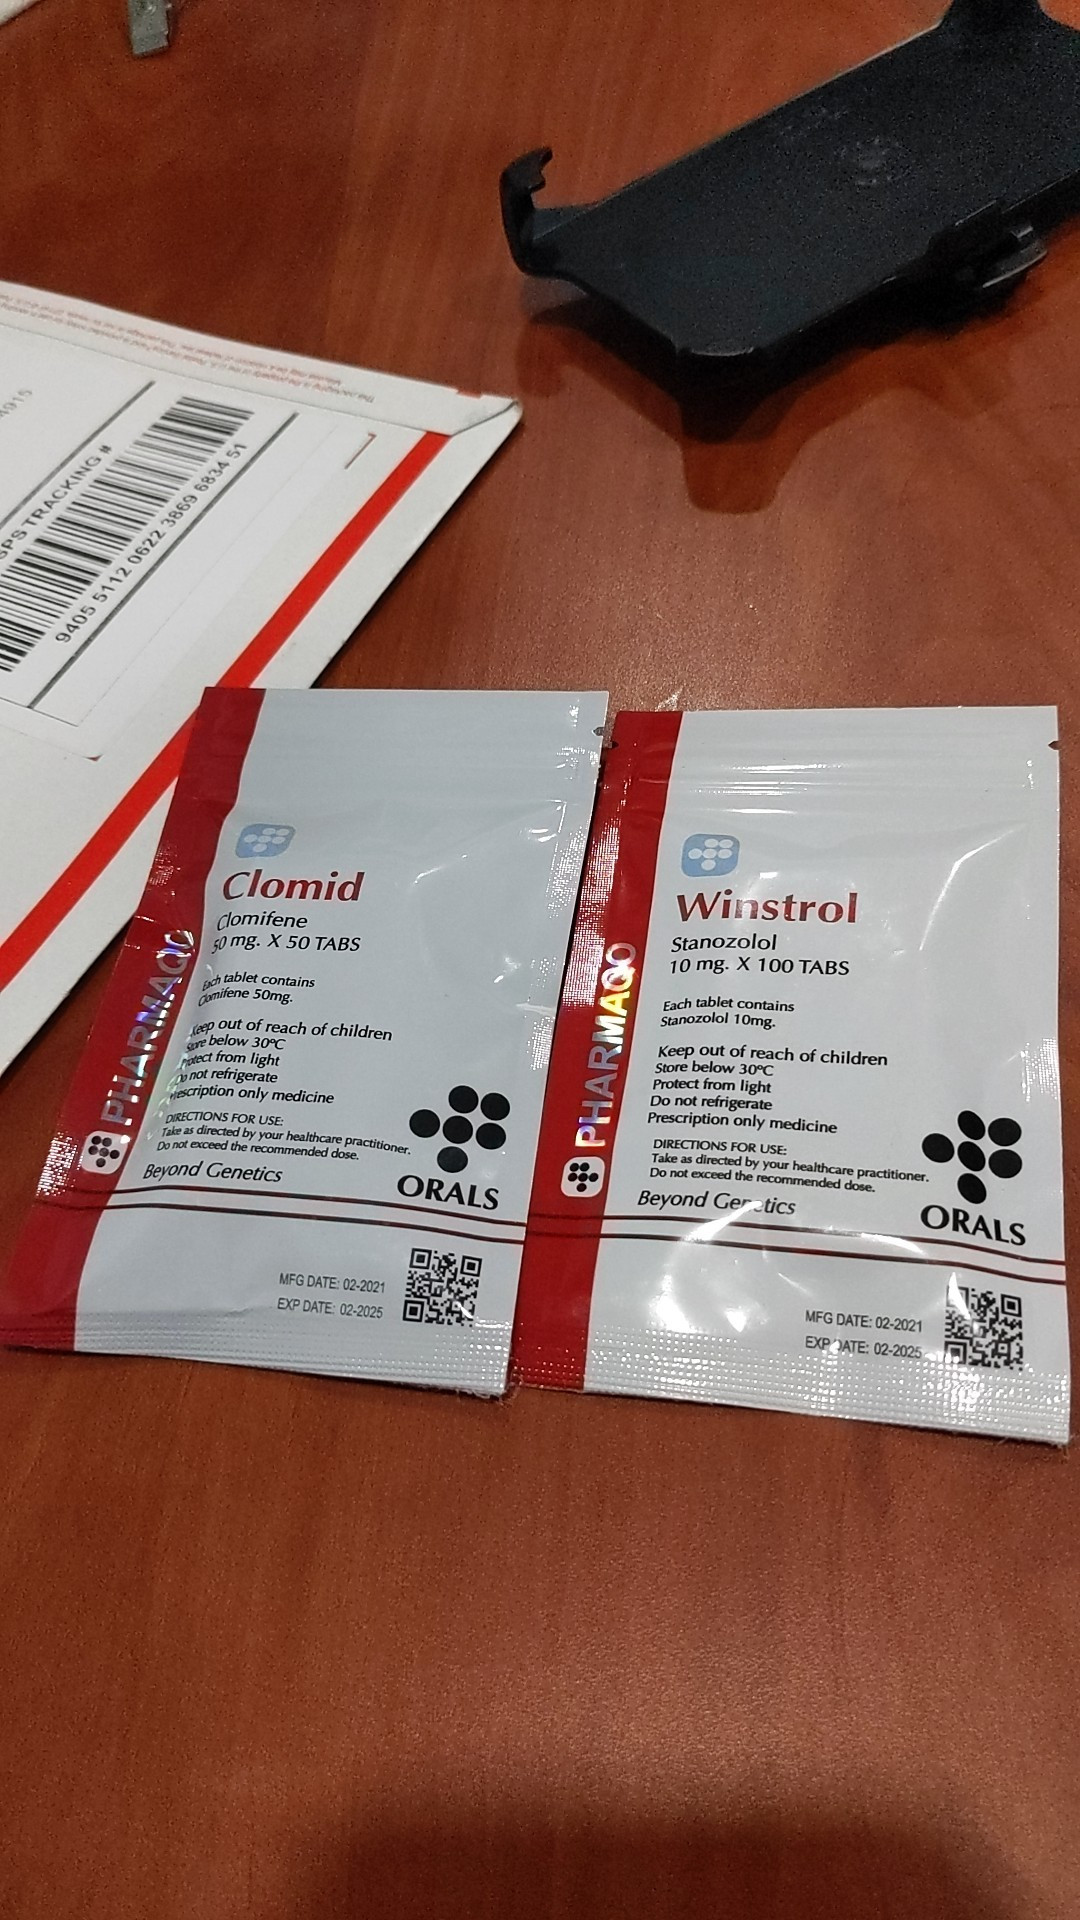 4915
SPS TRACKING #
9405 5112 0622 3869 6834 51
PHARMAQO
Clomid
Clomifene
50 mg. X 50 TABS
Each tablet contains
Clomifene 50mg.
Keep out of reach of children
Store below 30ºC
Protect from light
Do not refrigerate
Prescription only medicine
DIRECTIONS FOR USE:
Take as directed by your healthcare practitioner.
Do not exceed the recommended dose.
Beyond Genetics
ORALS
MFG DATE: 02-2021
EXP DATE: 02-2025
PHARMAQO
Winstrol
Stanozolol
10 mg. X 100 TABS
Each tablet contains
Stanozolol 10mg.
Keep out of reach of children
Store below 30ºC
Protect from light
Do not refrigerate
Prescription only medicine
DIRECTIONS FOR USE:
Take as directed by your healthcare practitioner.
Do not exceed the recommended dose.
Beyond Genetics
ORALS
MFG DATE: 02-2021
EXP DATE: 02-2025